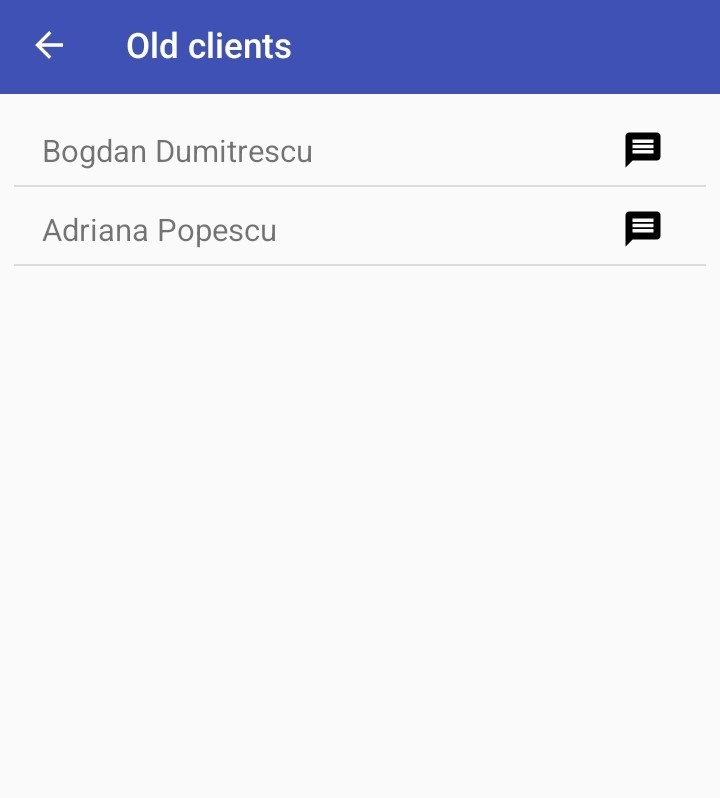 Old clients
Bogdan Dumitrescu
Adriana Popescu